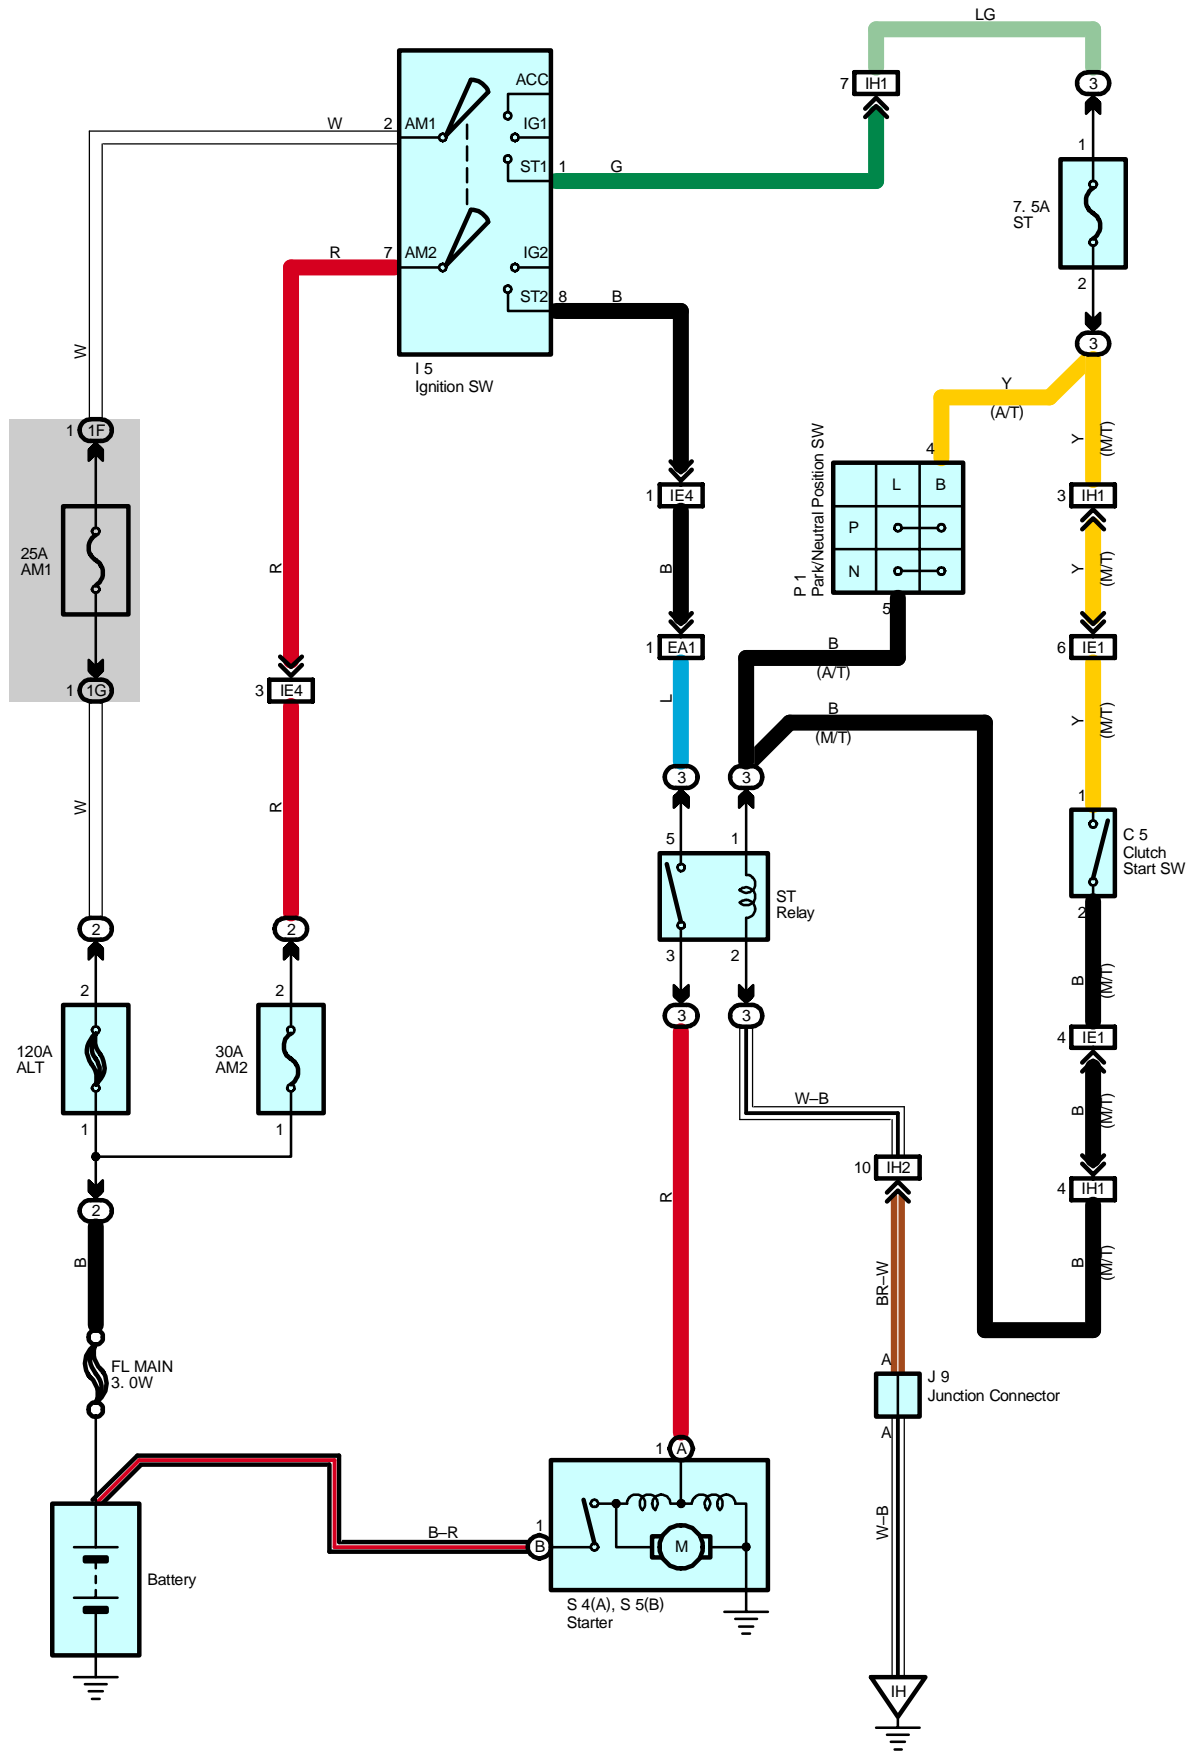 LG
7 IH1
3
ACC
W 2 AM1
IG1
ST1 1 G
1
7. 5A
ST
2
3
R 7 AM2
IG2
ST2 8 B
I 5
Ignition SW
W
Y
(A/T)
Y
(M/T)
1 1F
25A
AM1
1 1G
P 1
Park/Neutral Position SW
4
L B
P
N
5
3 IH1
1 IE4
R
B
Y
(M/T)
1 EA1
6 IE1
B
(A/T)
3 IE4
L
B
(M/T)
Y
(M/T)
3
3
W
R
1
5
1
C 5
Clutch
Start SW
ST
Relay
2
2
2
3
2
B
(M/T)
2
2
3
3
4 IE1
120A
ALT
30A
AM2
1
1
W–B
B
(M/T)
10 IH2
4 IH1
R
2
B
BR–W
B
(M/T)
FL MAIN
3. 0W
A
J 9
Junction Connector
A
1 A
B–R
1
B
M
W–B
Battery
S 4(A), S 5(B)
Starter
IH